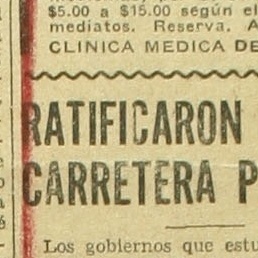 $5.00 a $15.00 según el
mediatos. Reserva. A
CLINICA MEDICA DE
RATIFICARON
CARRETERA P
Los gobiernos que estu